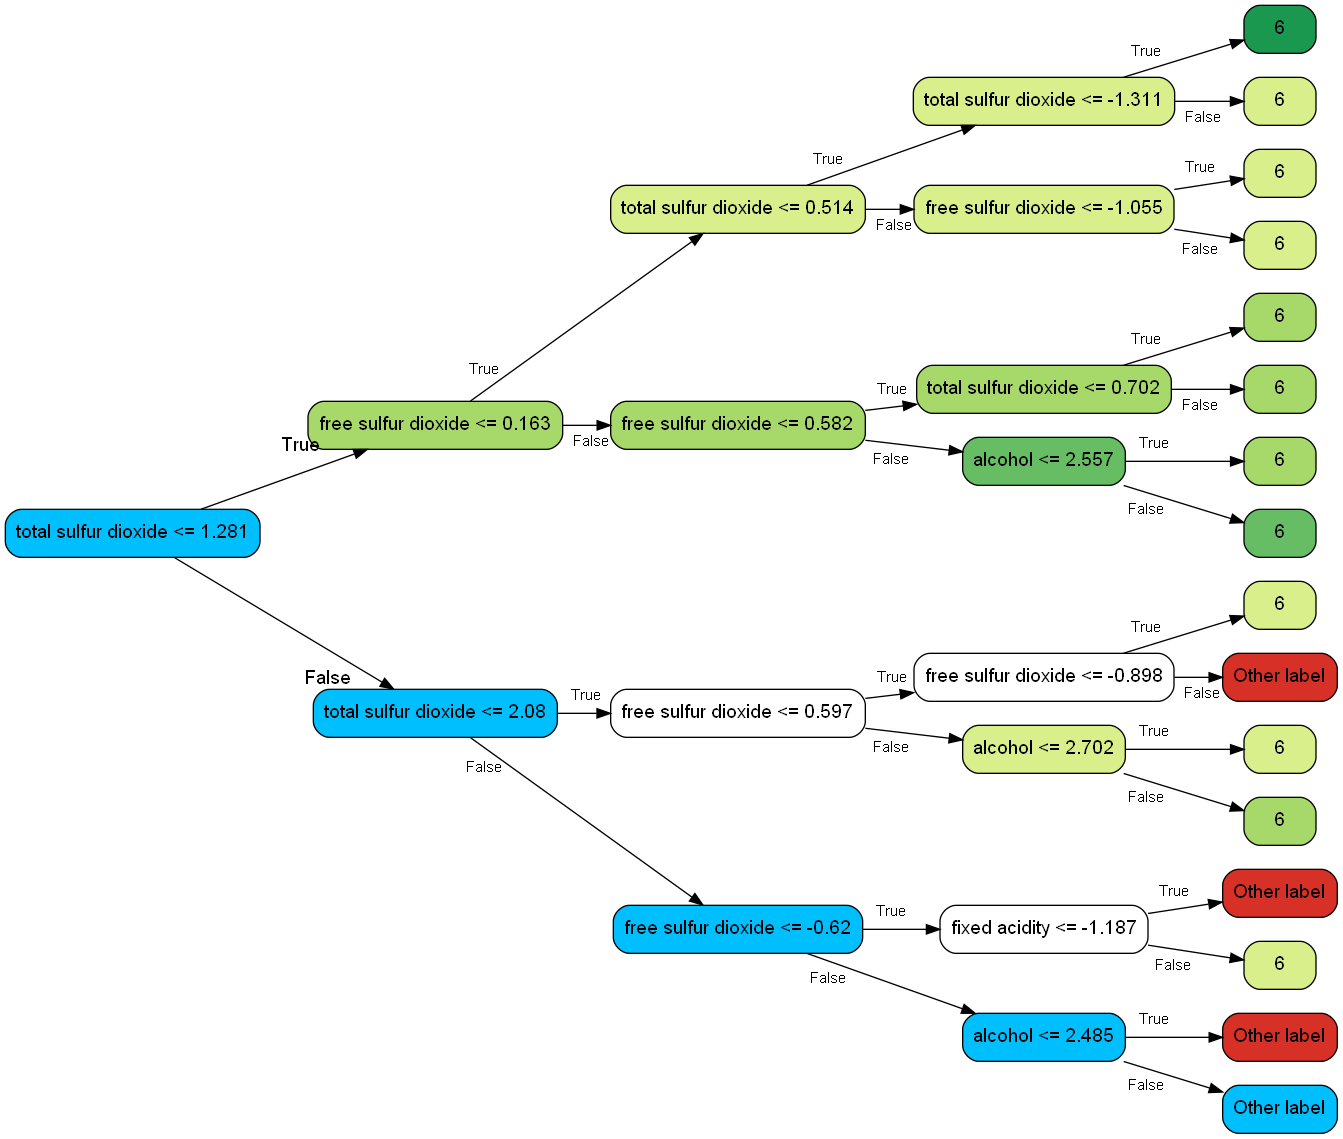 6
True
total sulfur dioxide <= -1.311
6
False
True
True
6
total sulfur dioxide <= 0.514
free sulfur dioxide <= -1.055
False
6
False
6
True
True
True
6
total sulfur dioxide <= 0.702
False
free sulfur dioxide <= 0.163
free sulfur dioxide <= 0.582
False
True
False
True
alcohol <= 2.557
6
False
6
total sulfur dioxide <= 1.281
6
True
False
True
free sulfur dioxide <= -0.898
Other label
False
True
total sulfur dioxide <= 2.08
free sulfur dioxide <= 0.597
True
False
alcohol <= 2.702
6
False
False
6
True
Other label
True
free sulfur dioxide <= -0.62
fixed acidity <= -1.187
False
6
False
True
alcohol <= 2.485
Other label
False
Other label